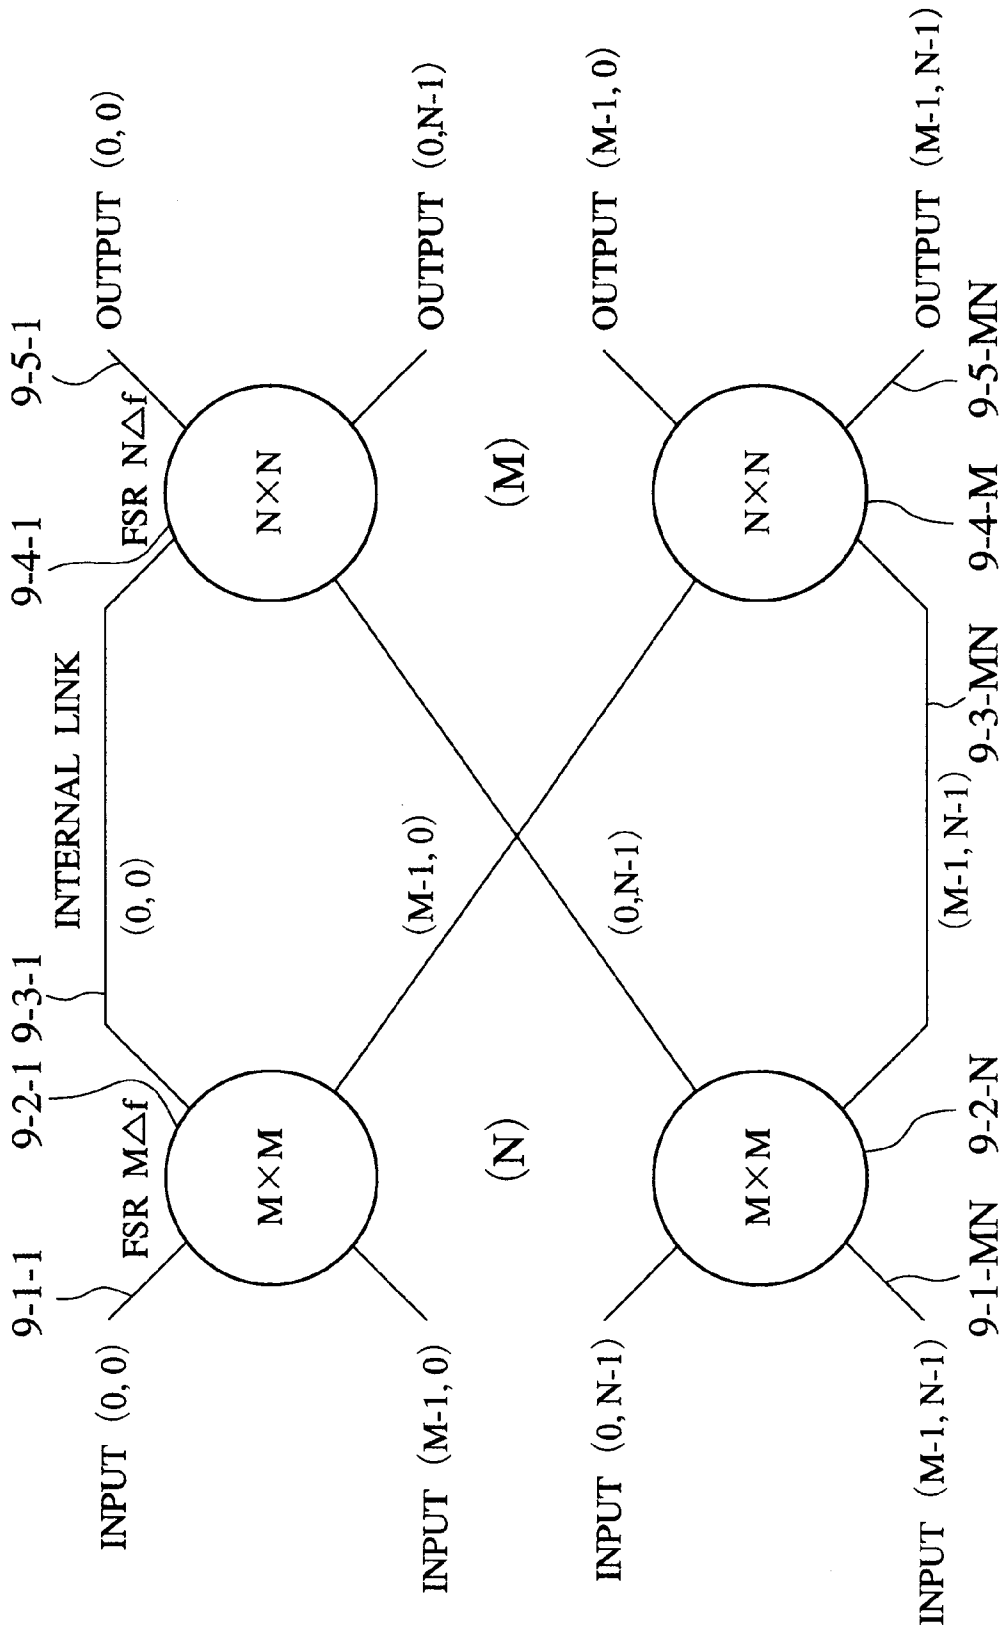 9-1-1
9-2-1
9-3-1
9-4-1
9-5-1
FSR M△f
INTERNAL LINK
FSR N△f
INPUT (0, 0)
(0, 0)
OUTPUT (0, 0)
M×M
N×N
INPUT (M-1, 0)
(M-1, 0)
OUTPUT (0,N-1)
(N)
(M)
INPUT (0, N-1)
(0,N-1)
OUTPUT (M-1, 0)
M×M
N×N
INPUT (M-1, N-1)
(M-1, N-1)
OUTPUT (M-1, N-1)
9-1-MN
9-2-N
9-3-MN
9-4-M
9-5-MN